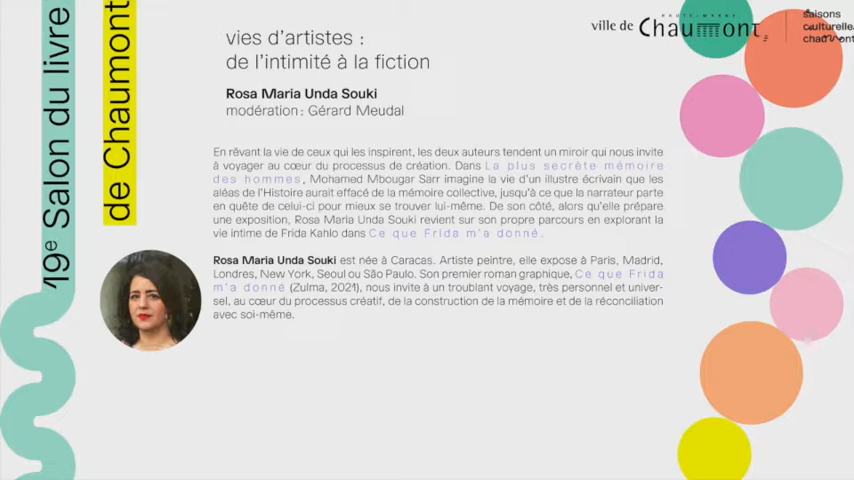 19e Salon du livre
de Chaumont
vies d'artistes :
de l'intimité à la fiction
Rosa Maria Unda Souki
modération : Gérard Meudal
ville de Chaumont
HAUTE-MARNE
saisons
culturelle
chaumont
En rêvant la vie de ceux qui les inspirent, les deux auteurs tendent un miroir qui nous invite
à voyager au cœur du processus de création. Dans La plus secrète mémoire
des hommes, Mohamed Mbougar Sarr imagine la vie d'un illustre écrivain que les
aléas de l'Histoire aurait effacé de la mémoire collective, jusqu'à ce que la narrateur parte
en quête de celui-ci pour mieux se trouver lui-même. De son côté, alors qu'elle prépare
une exposition, Rosa Maria Unda Souki revient sur son propre parcours en explorant la
vie intime de Frida Kahlo dans Ce que Frida m'a donné.
Rosa Maria Unda Souki est née à Caracas. Artiste peintre, elle expose à Paris, Madrid,
Londres, New York, Seoul ou São Paulo. Son premier roman graphique, Ce que Frida
m'a donné (Zulma, 2021), nous invite à un troublant voyage, très personnel et univer-
sel, au cœur du processus créatif, de la construction de la mémoire et de la réconciliation
avec soi-même.